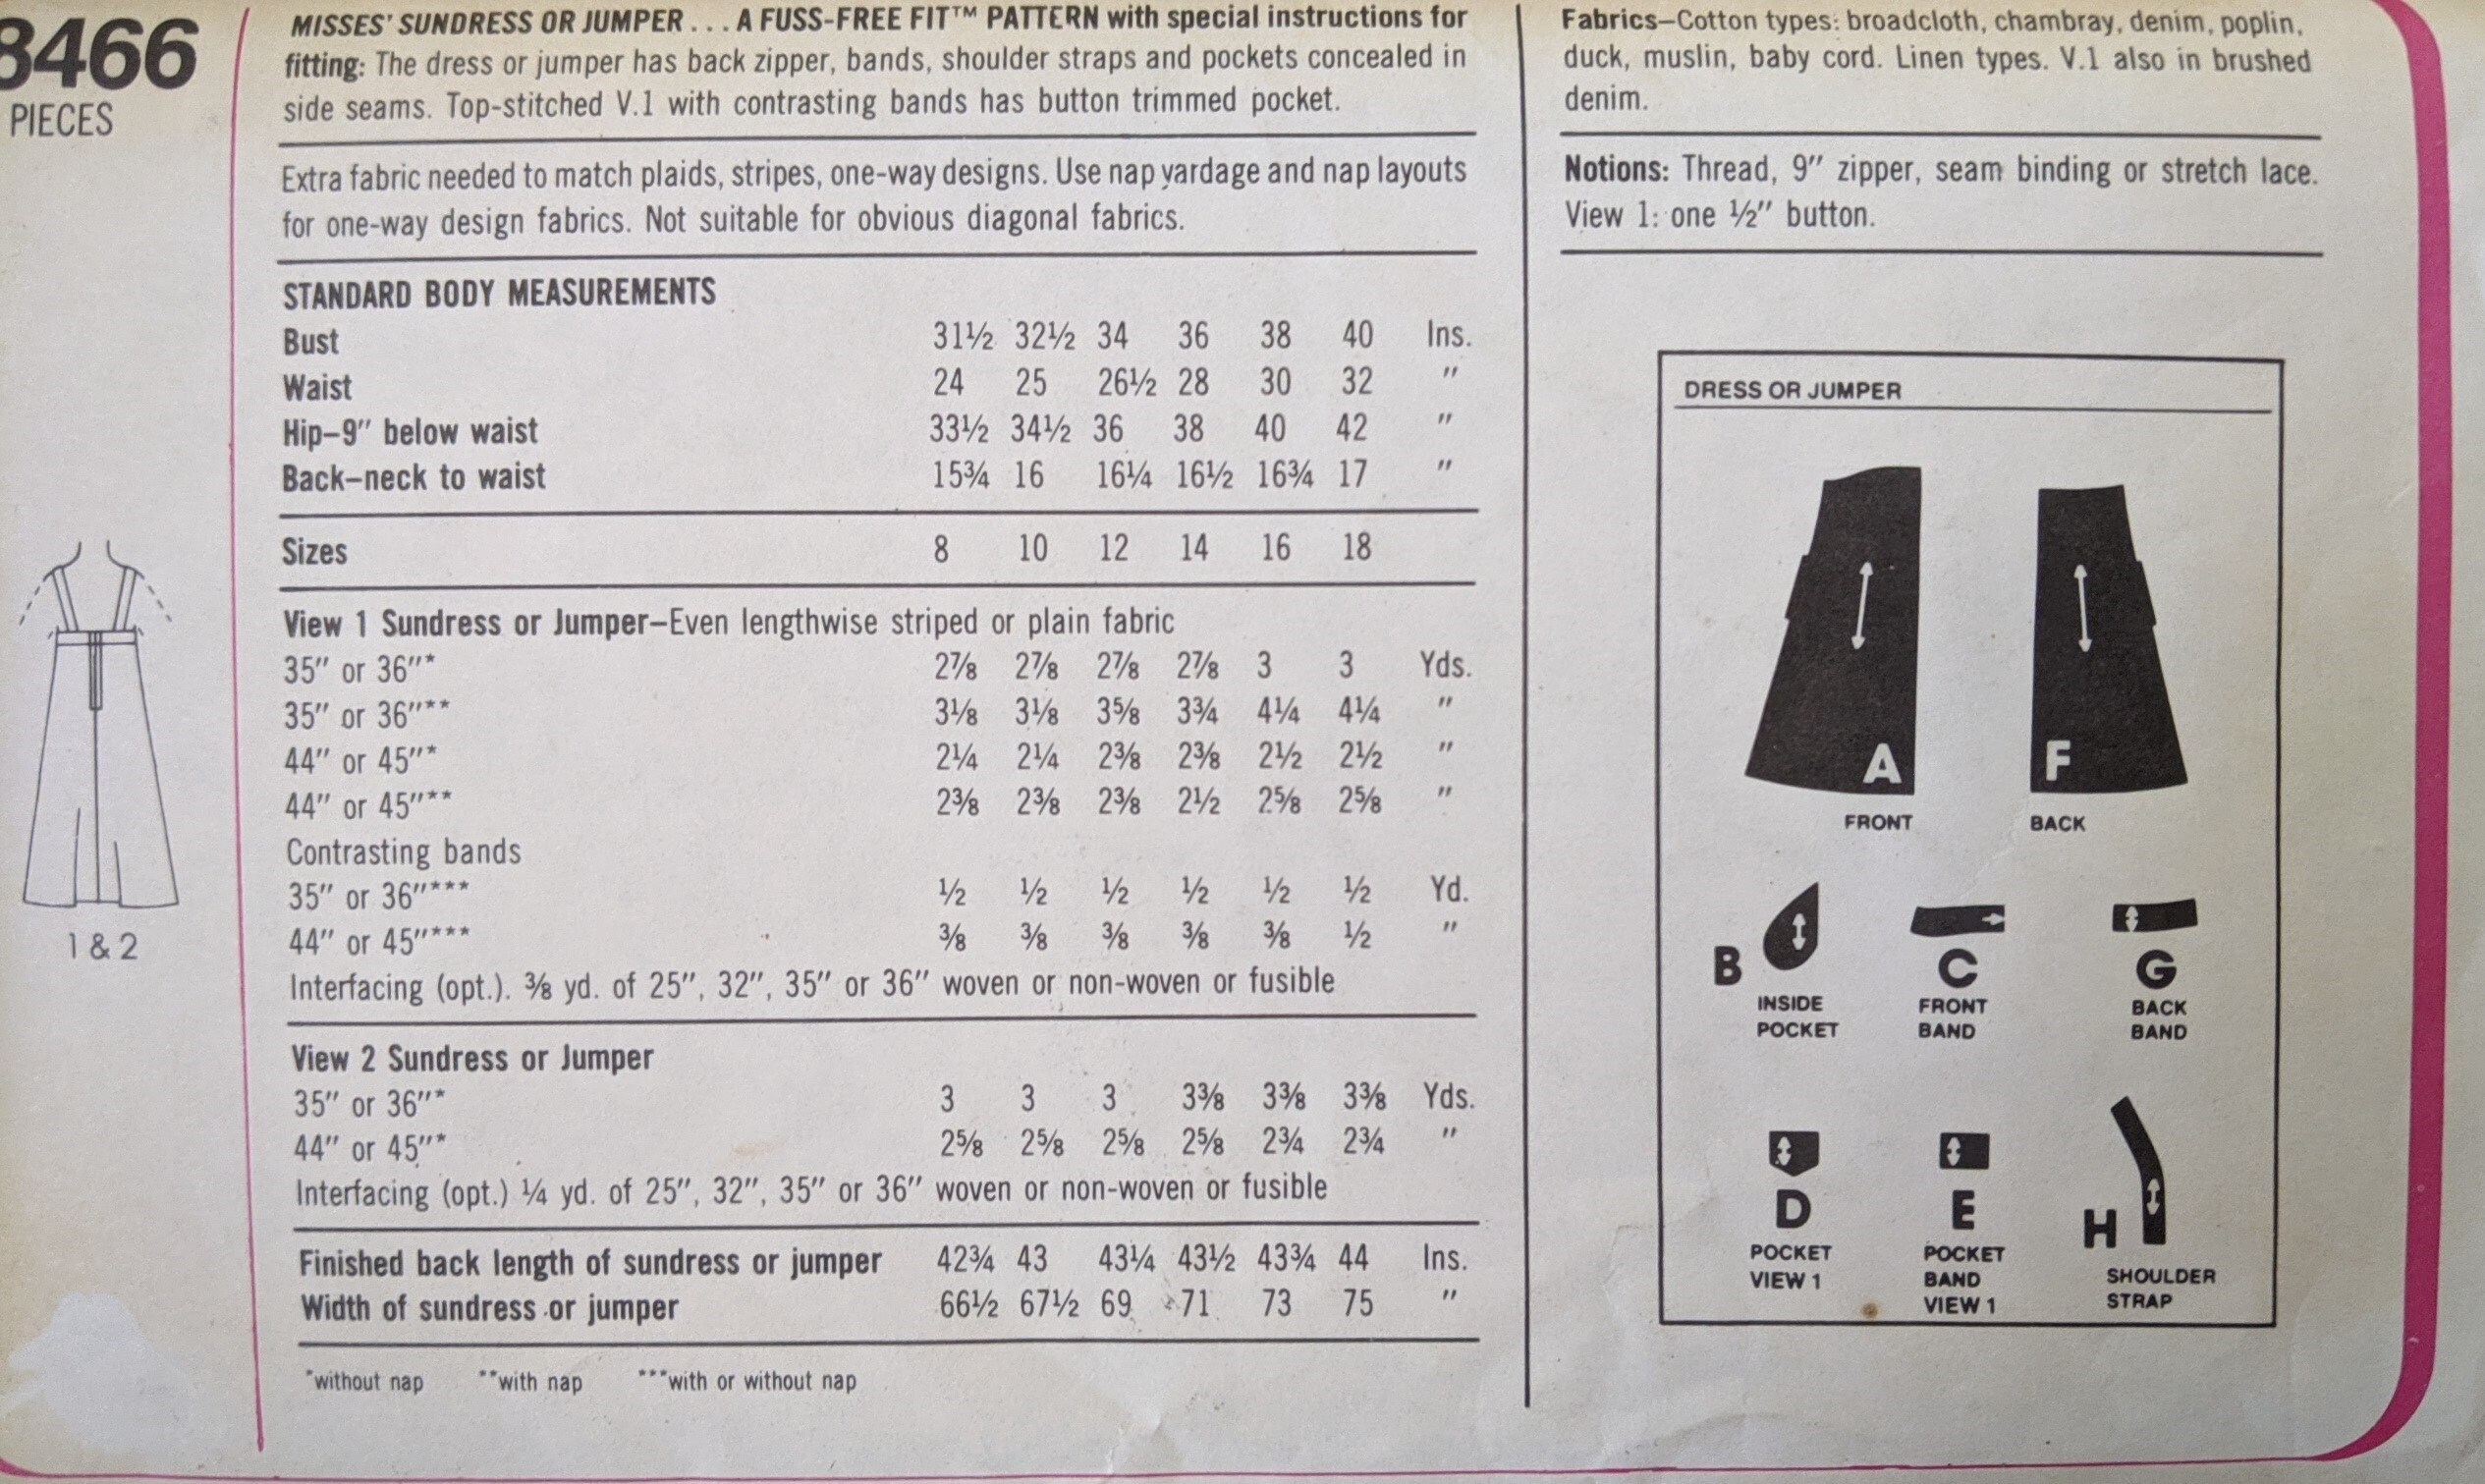 8466
PIECES
MISSES' SUNDRESS OR JUMPER . . . A FUSS-FREE FIT™ PATTERN with special instructions for
fitting: The dress or jumper has back zipper, bands, shoulder straps and pockets concealed in
side seams. Top-stitched V.1 with contrasting bands has button trimmed pocket.
Extra fabric needed to match plaids, stripes, one-way designs. Use nap yardage and nap layouts
for one-way design fabrics. Not suitable for obvious diagonal fabrics.
STANDARD BODY MEASUREMENTS
Bust 31½ 32½ 34 36 38 40 Ins.
Waist 24 25 26½ 28 30 32 "
Hip–9" below waist 33½ 34½ 36 38 40 42 "
Back–neck to waist 15¾ 16 16¼ 16½ 16¾ 17 "
Sizes 8 10 12 14 16 18
View 1 Sundress or Jumper–Even lengthwise striped or plain fabric
35" or 36"* 2⅞ 2⅞ 2⅞ 2⅞ 3 3 Yds.
35" or 36"** 3⅛ 3⅛ 3⅝ 3¾ 4¼ 4¼ "
44" or 45"* 2¼ 2¼ 2⅜ 2⅜ 2½ 2½ "
44" or 45"** 2⅜ 2⅜ 2⅜ 2½ 2⅝ 2⅝ "
Contrasting bands
35" or 36"*** ½ ½ ½ ½ ½ ½ Yd.
44" or 45"*** ⅜ ⅜ ⅜ ⅜ ⅜ ½ "
Interfacing (opt.). ⅜ yd. of 25", 32", 35" or 36" woven or non-woven or fusible
View 2 Sundress or Jumper
35" or 36"* 3 3 3 3⅜ 3⅜ 3⅜ Yds.
44" or 45"* 2⅝ 2⅝ 2⅝ 2⅝ 2¾ 2¾ "
Interfacing (opt.) ¼ yd. of 25", 32", 35" or 36" woven or non-woven or fusible
Finished back length of sundress or jumper 42¾ 43 43¼ 43½ 43¾ 44 Ins.
Width of sundress or jumper 66½ 67½ 69 71 73 75 "
*without nap **with nap ***with or without nap
1 & 2
Fabrics–Cotton types: broadcloth, chambray, denim, poplin,
duck, muslin, baby cord. Linen types. V.1 also in brushed
denim.
Notions: Thread, 9" zipper, seam binding or stretch lace.
View 1: one ½" button.
DRESS OR JUMPER
A F
FRONT BACK
B C G
INSIDE FRONT BACK
POCKET BAND BAND
D E H
POCKET POCKET SHOULDER
VIEW 1 BAND STRAP
VIEW 1